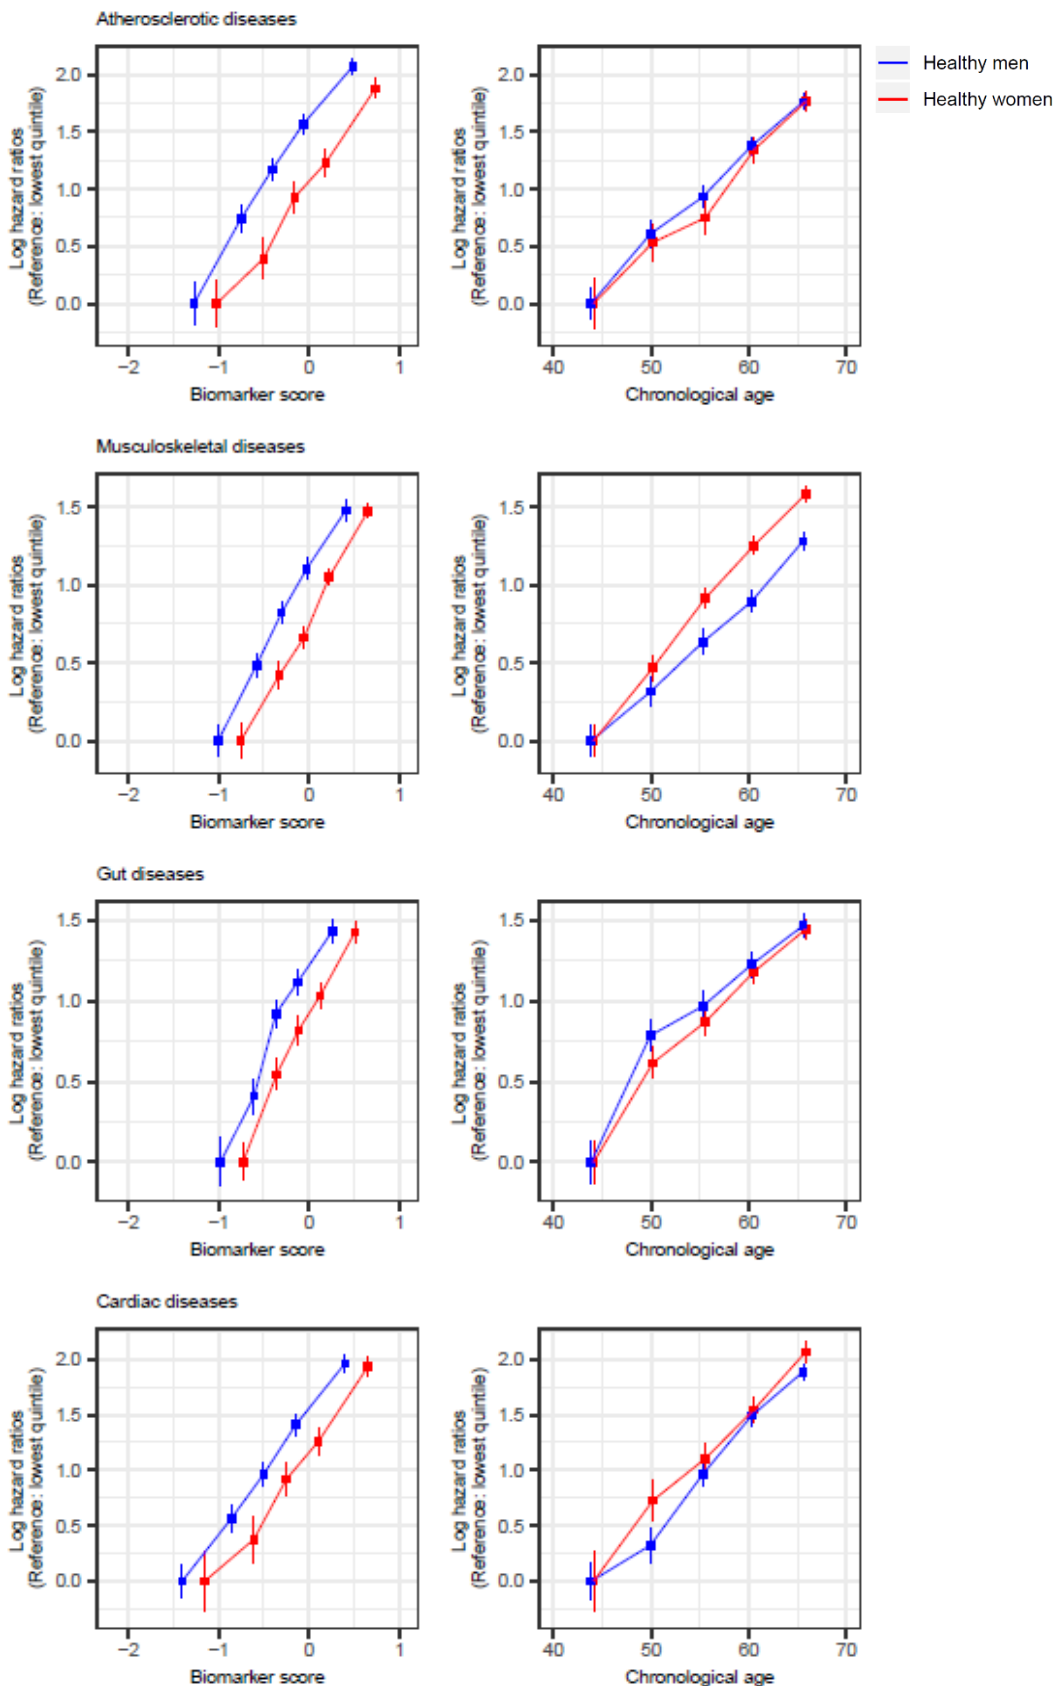 Atherosclerotic diseases
Log hazard ratios
(Reference: lowest quintile)
2.0
1.5
1.0
0.5
0.0
−2 −1 0 1
Biomarker score
Log hazard ratios
(Reference: lowest quintile)
2.0
1.5
1.0
0.5
0.0
40 50 60 70
Chronological age
Healthy men
Healthy women
Musculoskeletal diseases
Log hazard ratios
(Reference: lowest quintile)
1.5
1.0
0.5
0.0
−2 −1 0 1
Biomarker score
Log hazard ratios
(Reference: lowest quintile)
1.5
1.0
0.5
0.0
40 50 60 70
Chronological age
Gut diseases
Log hazard ratios
(Reference: lowest quintile)
1.5
1.0
0.5
0.0
−2 −1 0 1
Biomarker score
Log hazard ratios
(Reference: lowest quintile)
1.5
1.0
0.5
0.0
40 50 60 70
Chronological age
Cardiac diseases
Log hazard ratios
(Reference: lowest quintile)
2.0
1.5
1.0
0.5
0.0
−2 −1 0 1
Biomarker score
Log hazard ratios
(Reference: lowest quintile)
2.0
1.5
1.0
0.5
0.0
40 50 60 70
Chronological age